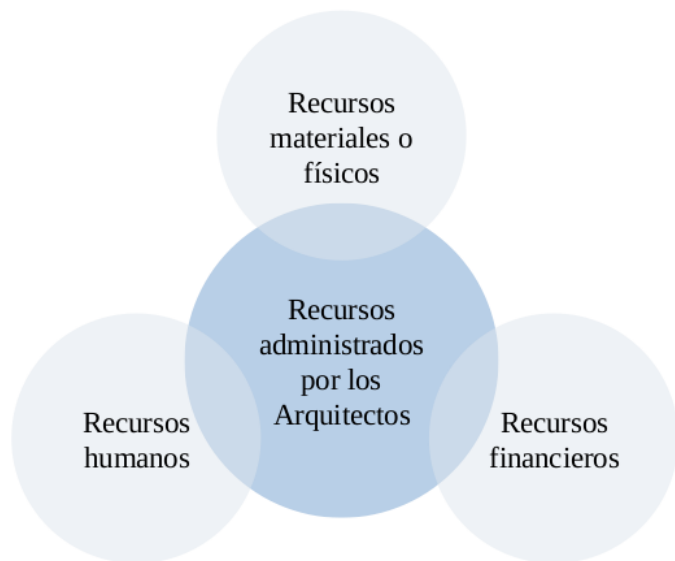 Recursos
materiales o
físicos
Recursos
administrados
por los
Arquitectos
Recursos
humanos
Recursos
financieros